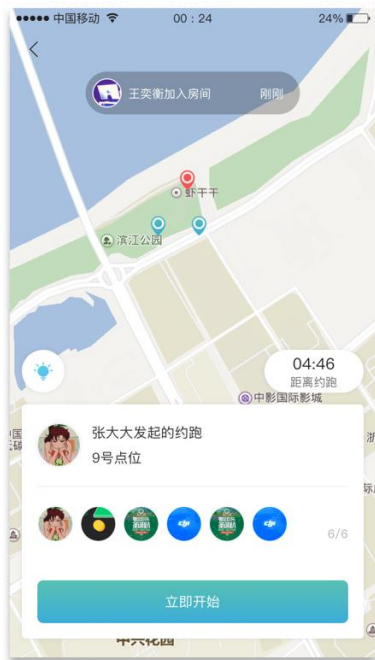 中国移动
00：24
24%
王奕衡加入房间
刚刚
虾干干
滨江公园
04:46
距离约跑
中影国际影城
张大大发起的约跑
9号点位
6/6
立即开始